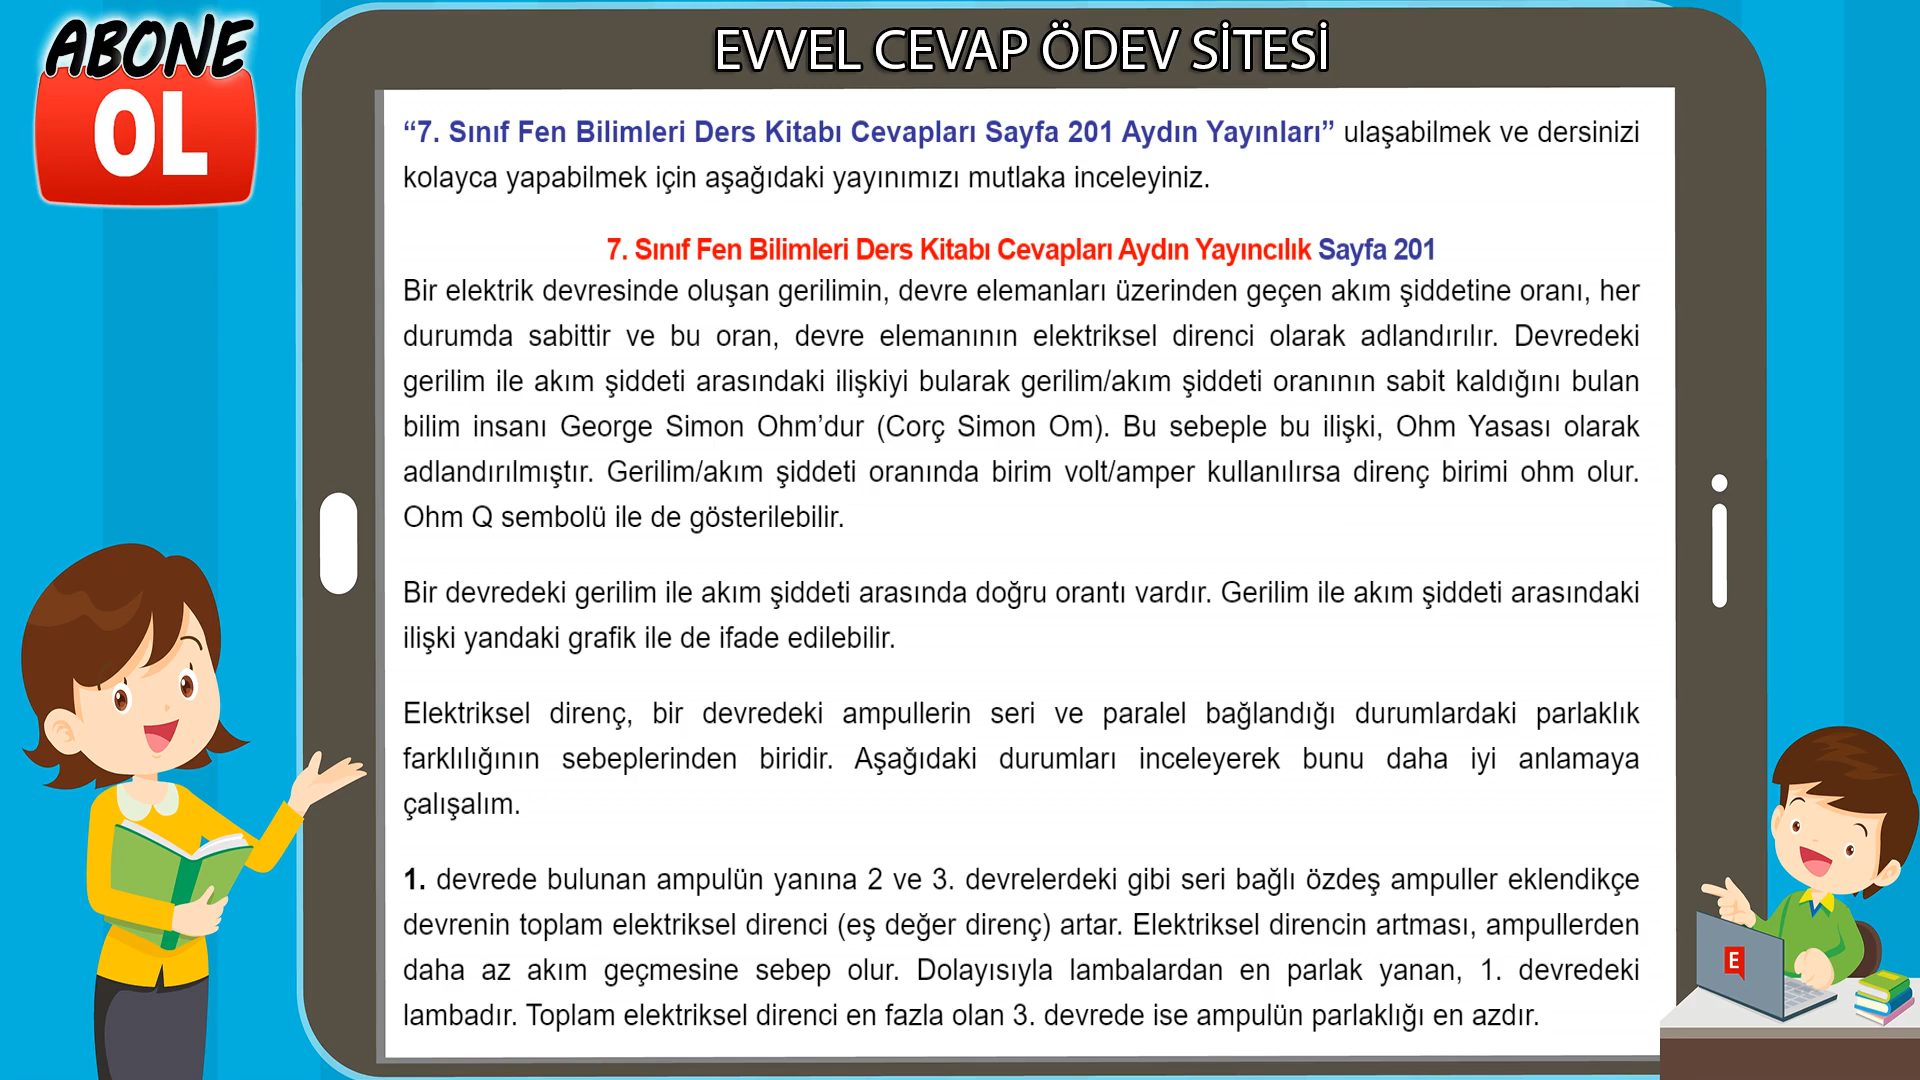 ABONE
OL
EVVEL CEVAP ÖDEV SİTESİ
“7. Sınıf Fen Bilimleri Ders Kitabı Cevapları Sayfa 201 Aydın Yayınları” ulaşabilmek ve dersinizi
kolayca yapabilmek için aşağıdaki yayınımızı mutlaka inceleyiniz.
7. Sınıf Fen Bilimleri Ders Kitabı Cevapları Aydın Yayıncılık Sayfa 201
Bir elektrik devresinde oluşan gerilimin, devre elemanları üzerinden geçen akım şiddetine oranı, her
durumda sabittir ve bu oran, devre elemanının elektriksel direnci olarak adlandırılır. Devredeki
gerilim ile akım şiddeti arasındaki ilişkiyi bularak gerilim/akım şiddeti oranının sabit kaldığını bulan
bilim insanı George Simon Ohm’dur (Corç Simon Om). Bu sebeple bu ilişki, Ohm Yasası olarak
adlandırılmıştır. Gerilim/akım şiddeti oranında birim volt/amper kullanılırsa direnç birimi ohm olur.
Ohm Q sembolü ile de gösterilebilir.
Bir devredeki gerilim ile akım şiddeti arasında doğru orantı vardır. Gerilim ile akım şiddeti arasındaki
ilişki yandaki grafik ile de ifade edilebilir.
Elektriksel direnç, bir devredeki ampullerin seri ve paralel bağlandığı durumlardaki parlaklık
farklılığının sebeplerinden biridir. Aşağıdaki durumları inceleyerek bunu daha iyi anlamaya
çalışalım.
1. devrede bulunan ampulün yanına 2 ve 3. devrelerdeki gibi seri bağlı özdeş ampuller eklendikçe
devrenin toplam elektriksel direnci (eş değer direnç) artar. Elektriksel direncin artması, ampullerden
daha az akım geçmesine sebep olur. Dolayısıyla lambalardan en parlak yanan, 1. devredeki
lambadır. Toplam elektriksel direnci en fazla olan 3. devrede ise ampulün parlaklığı en azdır.
E